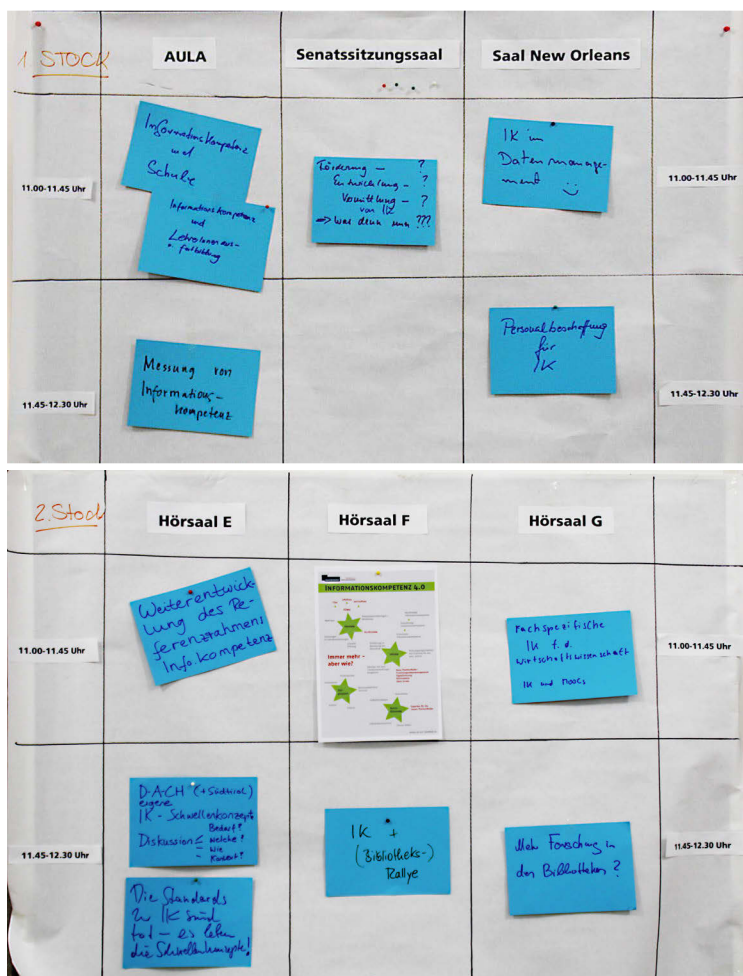 1. STOCK
AULA
Senatssitzungssaal
Saal New Orleans
11.00-11.45 Uhr
Informationskompetenz
und
Schule
Informationskompetenz
und
Förderung – ?
Entwicklung – ?
Vermittlung – ?
von IK
=> Was denn nun ???
IK im
Datenmanage-
ment
11.00-11.45 Uhr
11.45-12.30 Uhr
Messung von
Informations-
kompetenz
Personalbeschaffung
für
IK
11.45-12.30 Uhr
2. Stock
Hörsaal E
Hörsaal F
Hörsaal G
11.00-11.45 Uhr
Weiterentwick-
lung des Re-
ferenzrahmens
Info.kompetenz
INFORMATIONSKOMPETENZ 4.0
Immer mehr –
aber wie?
Fachspezifische
IK f. d.
Wirtschaftswissenschaft
IK und MOOCs
11.00-11.45 Uhr
11.45-12.30 Uhr
D-A-CH (+ Südtirol)
eigene
IK - Schwellenkonzepte
Bedarf?
Diskussion – Welche?
– Wie
– Konzert?
Die Standards
zu IK sind
tot – es leben
die Schwellenkonzepte!
IK +
(Bibliotheks-)
Rallye
Mehr Forschung in
den Bibliotheken ?
11.45-12.30 Uhr